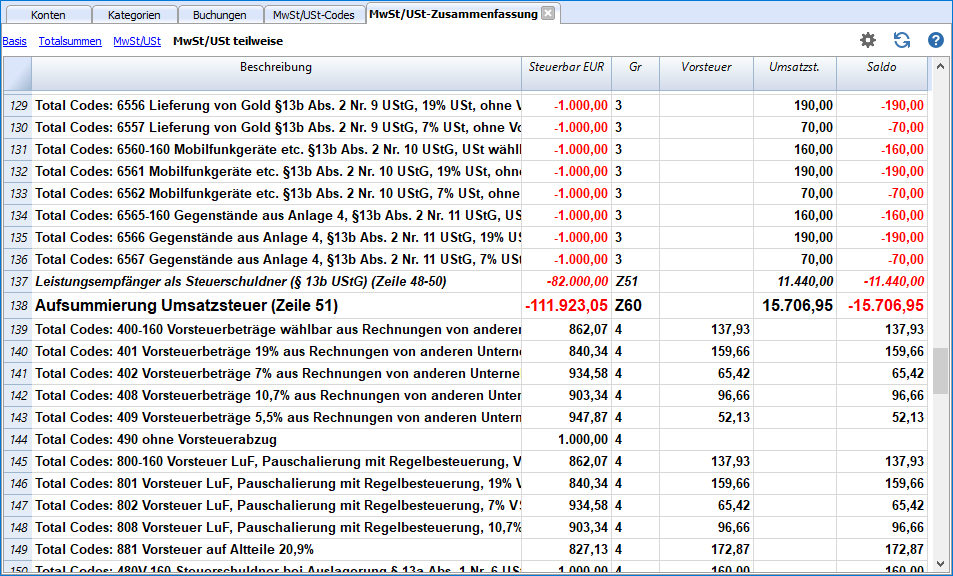 Konten Kategorien Buchungen MwSt/USt-Codes MwSt/USt-Zusammenfassung
Basis Totalsummen MwSt/USt MwSt/USt teilweise
Beschreibung Steuerbar EUR Gr Vorsteuer Umsatzst. Saldo
129 Total Codes: 6556 Lieferung von Gold §13b Abs. 2 Nr. 9 UStG, 19% USt, ohne V -1.000,00 3 190,00 -190,00
130 Total Codes: 6557 Lieferung von Gold §13b Abs. 2 Nr. 9 UStG, 7% USt, ohne Vo -1.000,00 3 70,00 -70,00
131 Total Codes: 6560-160 Mobilfunkgeräte etc. §13b Abs. 2 Nr. 10 UStG, USt wähl -1.000,00 3 160,00 -160,00
132 Total Codes: 6561 Mobilfunkgeräte etc. §13b Abs. 2 Nr. 10 UStG, 19% USt, ohn -1.000,00 3 190,00 -190,00
133 Total Codes: 6562 Mobilfunkgeräte etc. §13b Abs. 2 Nr. 10 UStG, 7% USt, ohne -1.000,00 3 70,00 -70,00
134 Total Codes: 6565-160 Gegenstände aus Anlage 4, §13b Abs. 2 Nr. 11 UStG, US -1.000,00 3 160,00 -160,00
135 Total Codes: 6566 Gegenstände aus Anlage 4, §13b Abs. 2 Nr. 11 UStG, 19% US -1.000,00 3 190,00 -190,00
136 Total Codes: 6567 Gegenstände aus Anlage 4, §13b Abs. 2 Nr. 11 UStG, 7% USt -1.000,00 3 70,00 -70,00
137 Leistungsempfänger als Steuerschuldner (§ 13b UStG) (Zeile 48-50) -82.000,00 Z51 11.440,00 -11.440,00
138 Aufsummierung Umsatzsteuer (Zeile 51) -111.923,05 Z60 15.706,95 -15.706,95
139 Total Codes: 400-160 Vorsteuerbeträge wählbar aus Rechnungen von andere 862,07 4 137,93 137,93
140 Total Codes: 401 Vorsteuerbeträge 19% aus Rechnungen von anderen Unterne 840,34 4 159,66 159,66
141 Total Codes: 402 Vorsteuerbeträge 7% aus Rechnungen von anderen Unterne 934,58 4 65,42 65,42
142 Total Codes: 408 Vorsteuerbeträge 10,7% aus Rechnungen von anderen Unter 903,34 4 96,66 96,66
143 Total Codes: 409 Vorsteuerbeträge 5,5% aus Rechnungen von anderen Untern 947,87 4 52,13 52,13
144 Total Codes: 490 ohne Vorsteuerabzug 1.000,00 4
145 Total Codes: 800-160 Vorsteuer LuF, Pauschalierung mit Regelbesteuerung, V 862,07 4 137,93 137,93
146 Total Codes: 801 Vorsteuer LuF, Pauschalierung mit Regelbesteuerung, 19% V 840,34 4 159,66 159,66
147 Total Codes: 802 Vorsteuer LuF, Pauschalierung mit Regelbesteuerung, 7% VS 934,58 4 65,42 65,42
148 Total Codes: 808 Vorsteuer LuF, Pauschalierung mit Regelbesteuerung, 10,7% 903,34 4 96,66 96,66
149 Total Codes: 881 Vorsteuer auf Altteile 20,9% 827,13 4 172,87 172,87
150 Total Codes: 480V-160 Steuerschuldner bei Auslagerung § 13a Abs. 1 Nr. 6 USt 1.000,00 4 160,00 160,00